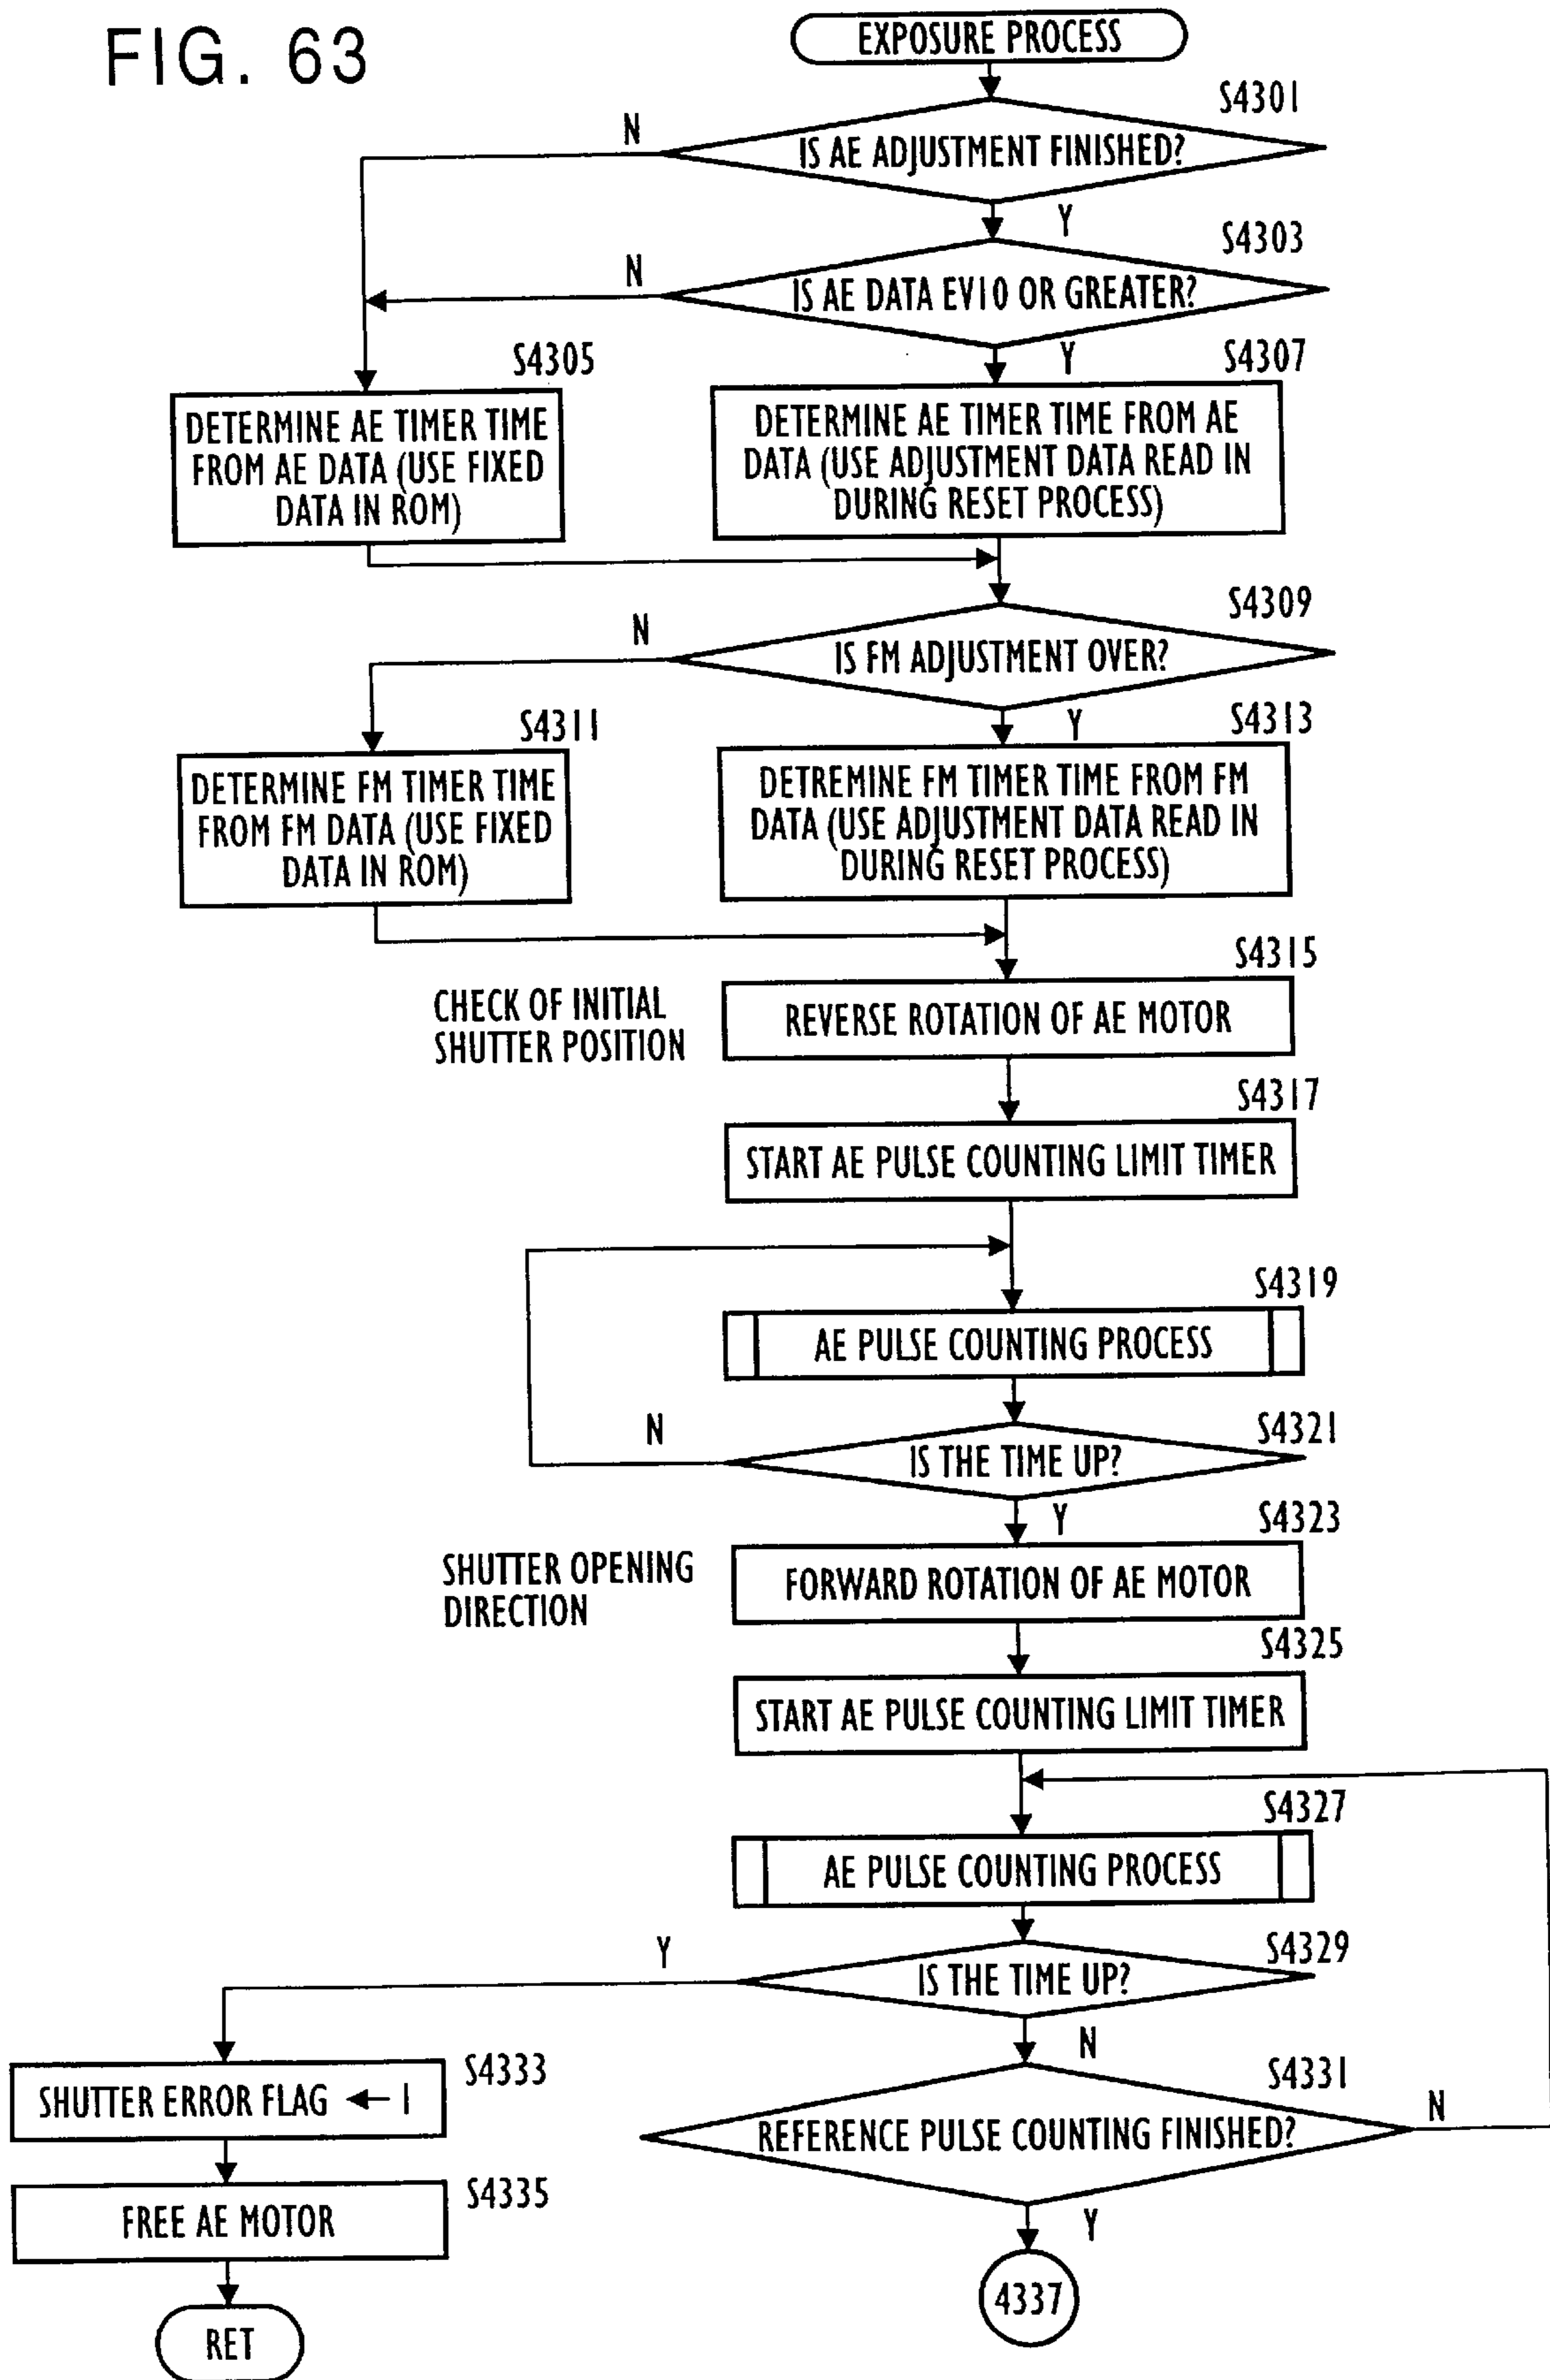 FIG. 63
EXPOSURE PROCESS
S4301
IS AE ADJUSTMENT FINISHED?
N
Y
S4303
IS AE DATA EV10 OR GREATER?
N
Y
S4305
DETERMINE AE TIMER TIME
FROM AE DATA (USE FIXED
DATA IN ROM)
S4307
DETERMINE AE TIMER TIME FROM AE
DATA (USE ADJUSTMENT DATA READ IN
DURING RESET PROCESS)
S4309
IS FM ADJUSTMENT OVER?
N
Y
S4311
DETERMINE FM TIMER TIME
FROM FM DATA (USE FIXED
DATA IN ROM)
S4313
DETREMINE FM TIMER TIME FROM FM
DATA (USE ADJUSTMENT DATA READ IN
DURING RESET PROCESS)
CHECK OF INITIAL
SHUTTER POSITION
S4315
REVERSE ROTATION OF AE MOTOR
S4317
START AE PULSE COUNTING LIMIT TIMER
S4319
AE PULSE COUNTING PROCESS
S4321
IS THE TIME UP?
N
Y
SHUTTER OPENING
DIRECTION
S4323
FORWARD ROTATION OF AE MOTOR
S4325
START AE PULSE COUNTING LIMIT TIMER
S4327
AE PULSE COUNTING PROCESS
S4329
IS THE TIME UP?
Y
N
S4331
REFERENCE PULSE COUNTING FINISHED?
N
Y
S4333
SHUTTER ERROR FLAG ← 1
S4335
FREE AE MOTOR
RET
4337